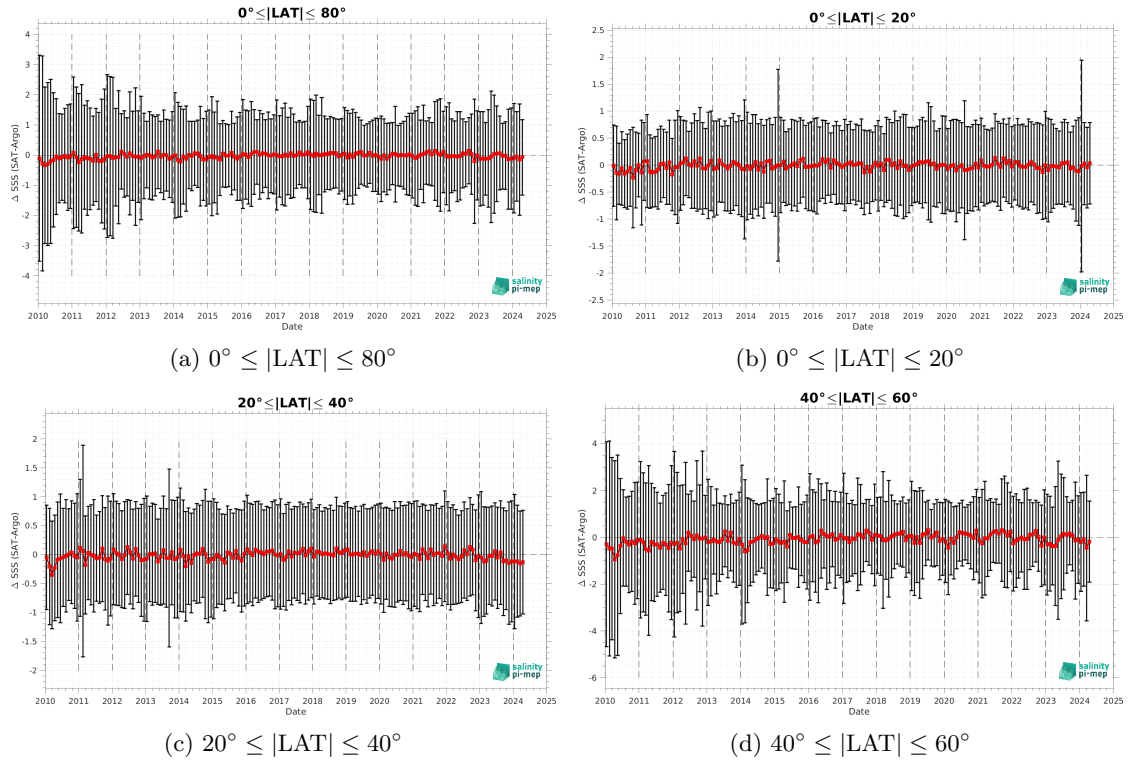 0°≤|LAT|≤ 80°
4
3
2
1
0
-1
-2
-3
-4
Δ SSS (SAT-Argo)
2010 2011 2012 2013 2014 2015 2016 2017 2018 2019 2020 2021 2022 2023 2024 2025
Date
salinity
pi-mep
(a) 0° ≤ |LAT| ≤ 80°
0°≤|LAT|≤ 20°
2.5
2
1.5
1
0.5
0
-0.5
-1
-1.5
-2
-2.5
Δ SSS (SAT-Argo)
2010 2011 2012 2013 2014 2015 2016 2017 2018 2019 2020 2021 2022 2023 2024 2025
Date
salinity
pi-mep
(b) 0° ≤ |LAT| ≤ 20°
20°≤|LAT|≤ 40°
2
1.5
1
0.5
0
-0.5
-1
-1.5
-2
Δ SSS (SAT-Argo)
2010 2011 2012 2013 2014 2015 2016 2017 2018 2019 2020 2021 2022 2023 2024 2025
Date
salinity
pi-mep
(c) 20° ≤ |LAT| ≤ 40°
40°≤|LAT|≤ 60°
4
2
0
-2
-4
-6
Δ SSS (SAT-Argo)
2010 2011 2012 2013 2014 2015 2016 2017 2018 2019 2020 2021 2022 2023 2024 2025
Date
salinity
pi-mep
(d) 40° ≤ |LAT| ≤ 60°